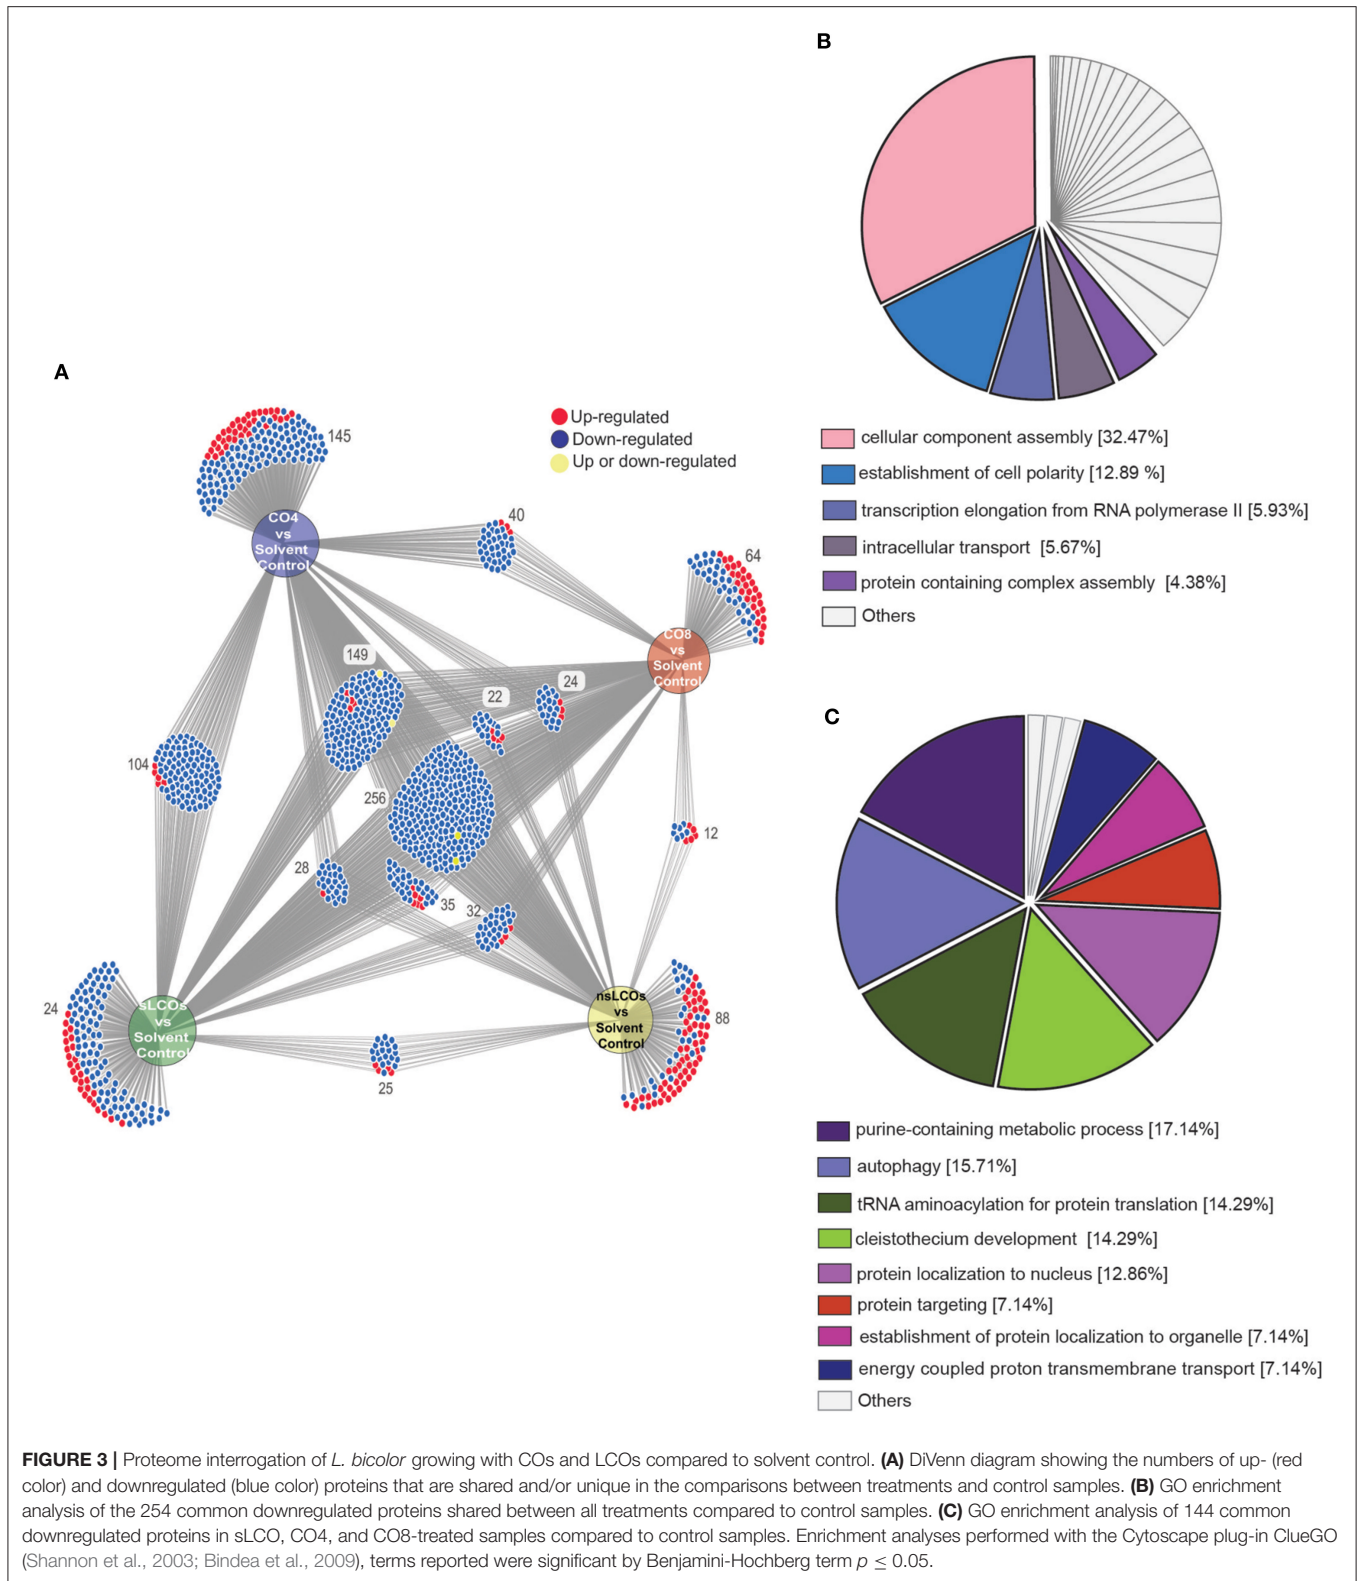 B
cellular component assembly [32.47%]
establishment of cell polarity [12.89 %]
transcription elongation from RNA polymerase II [5.93%]
intracellular transport [5.67%]
protein containing complex assembly [4.38%]
Others
A
Up-regulated
Down-regulated
Up or down-regulated
145
CO4
vs
Solvent
Control
40
64
CO8
vs
Solvent
Control
149
22
24
104
256
12
28
35
32
24
sLCOs
vs
Solvent
Control
nsLCOs
vs
Solvent
Control
88
25
C
purine-containing metabolic process [17.14%]
autophagy [15.71%]
tRNA aminoacylation for protein translation [14.29%]
cleistothecium development [14.29%]
protein localization to nucleus [12.86%]
protein targeting [7.14%]
establishment of protein localization to organelle [7.14%]
energy coupled proton transmembrane transport [7.14%]
Others
FIGURE 3 | Proteome interrogation of L. bicolor growing with COs and LCOs compared to solvent control. (A) DiVenn diagram showing the numbers of up- (red
color) and downregulated (blue color) proteins that are shared and/or unique in the comparisons between treatments and control samples. (B) GO enrichment
analysis of the 254 common downregulated proteins shared between all treatments compared to control samples. (C) GO enrichment analysis of 144 common
downregulated proteins in sLCO, CO4, and CO8-treated samples compared to control samples. Enrichment analyses performed with the Cytoscape plug-in ClueGO
(Shannon et al., 2003; Bindea et al., 2009), terms reported were significant by Benjamini-Hochberg term p ≤ 0.05.